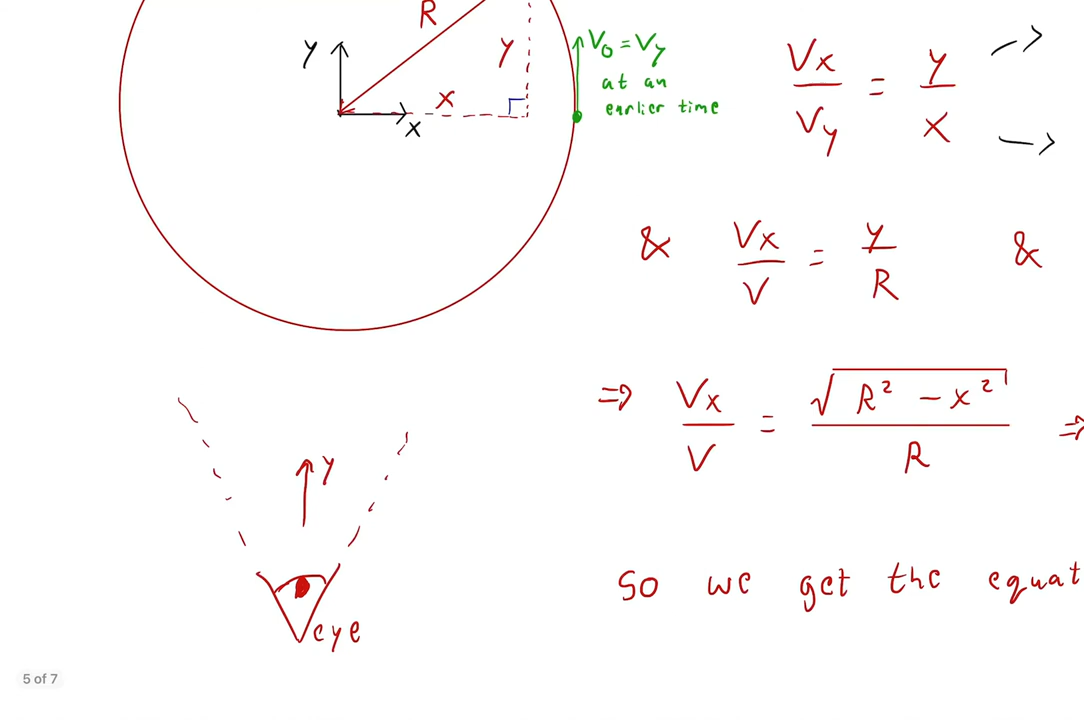 R
y
y
x
x
V₀ = Vy
at an
earlier time
Vx/Vy = y/x →
→
& Vx/V = y/R &
⇒ Vx/V = √(R² − x²)/R ⇒
y
eye
So we get the equat
5 of 7